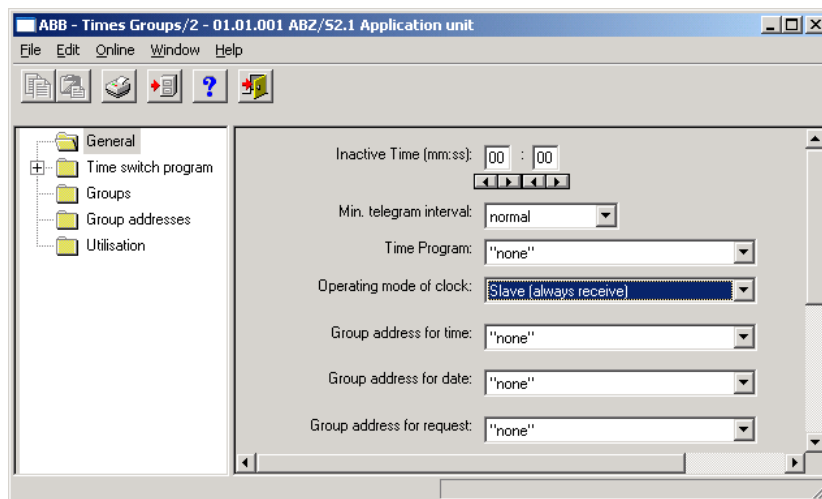 ABB - Times Groups/2 - 01.01.001 ABZ/S2.1 Application unit
File Edit Online Window Help
General
Time switch program
Groups
Group addresses
Utilisation
Inactive Time (mm:ss): 00 : 00
Min. telegram interval: normal
Time Program: "none"
Operating mode of clock: Slave (always receive)
Group address for time: "none"
Group address for date: "none"
Group address for request: "none"